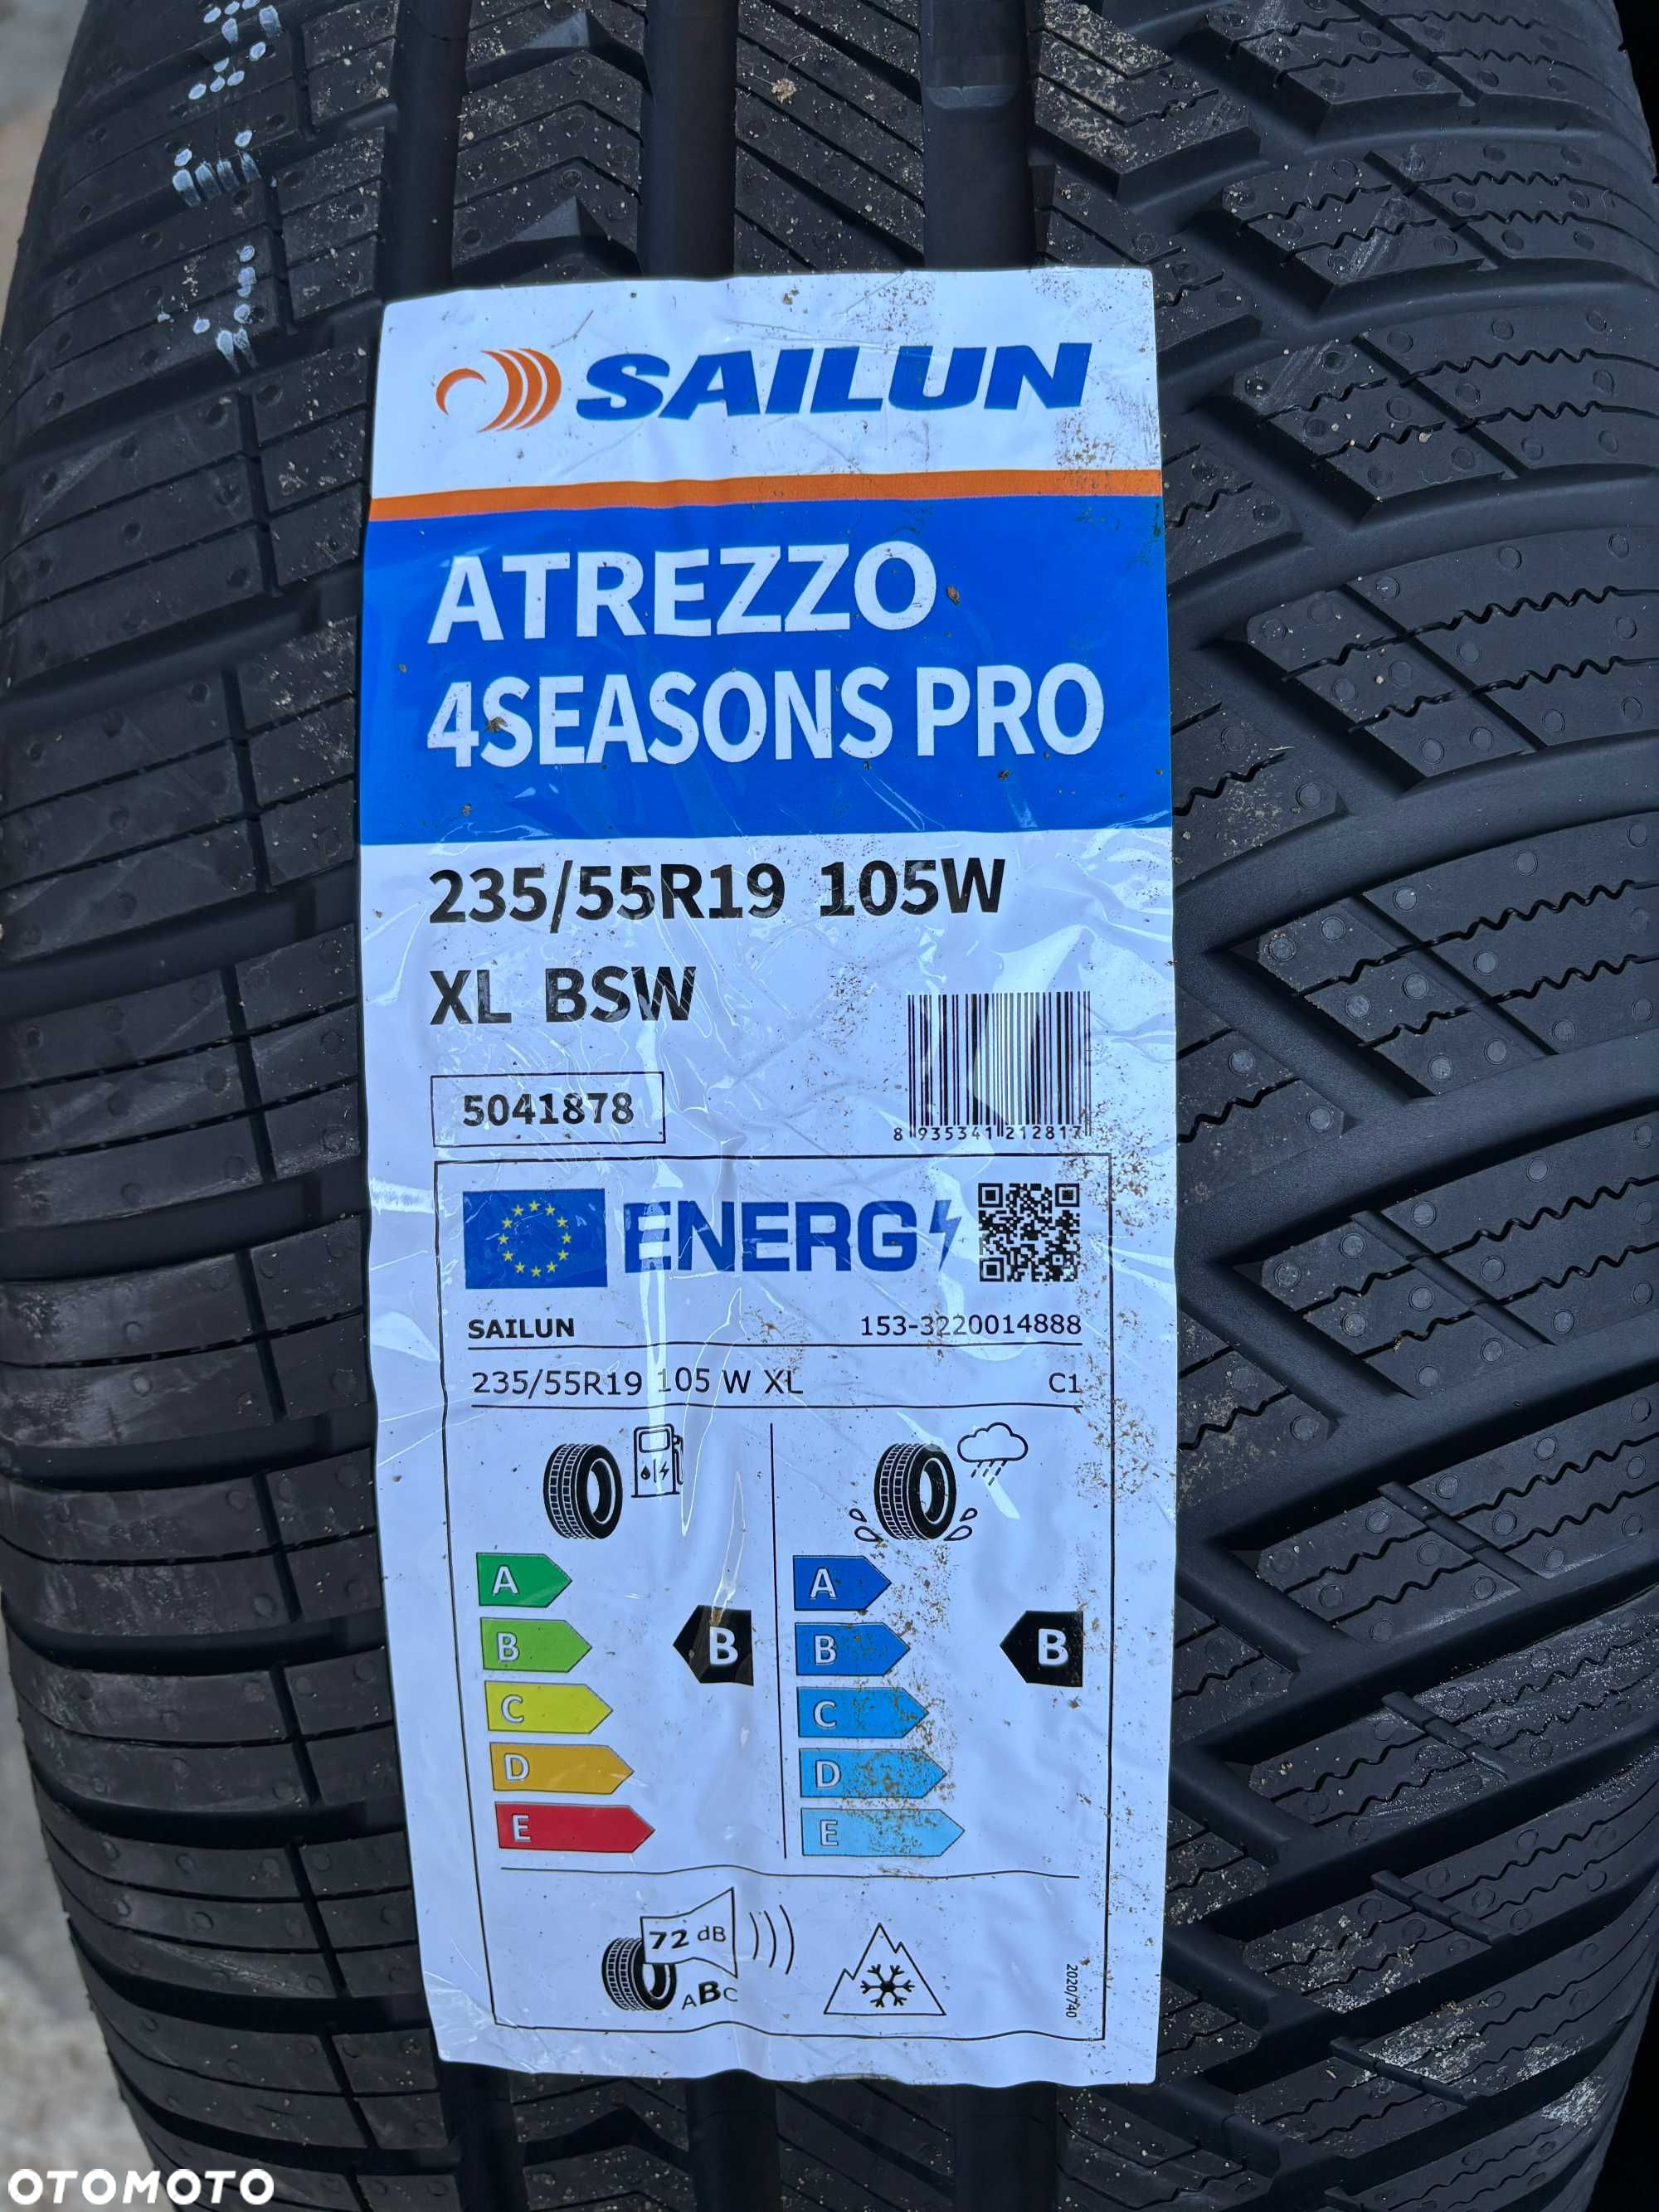 SAILUN
ATREZZO
4SEASONS PRO
235/55R19 105W
XL BSW
5041878
8 935341 212817
ENERG
SAILUN 153-3220014888
235/55R19 105 W XL C1
A A
B B B B
C C
D D
E E
72 dB
ABC
2020/740
OTOMOTO